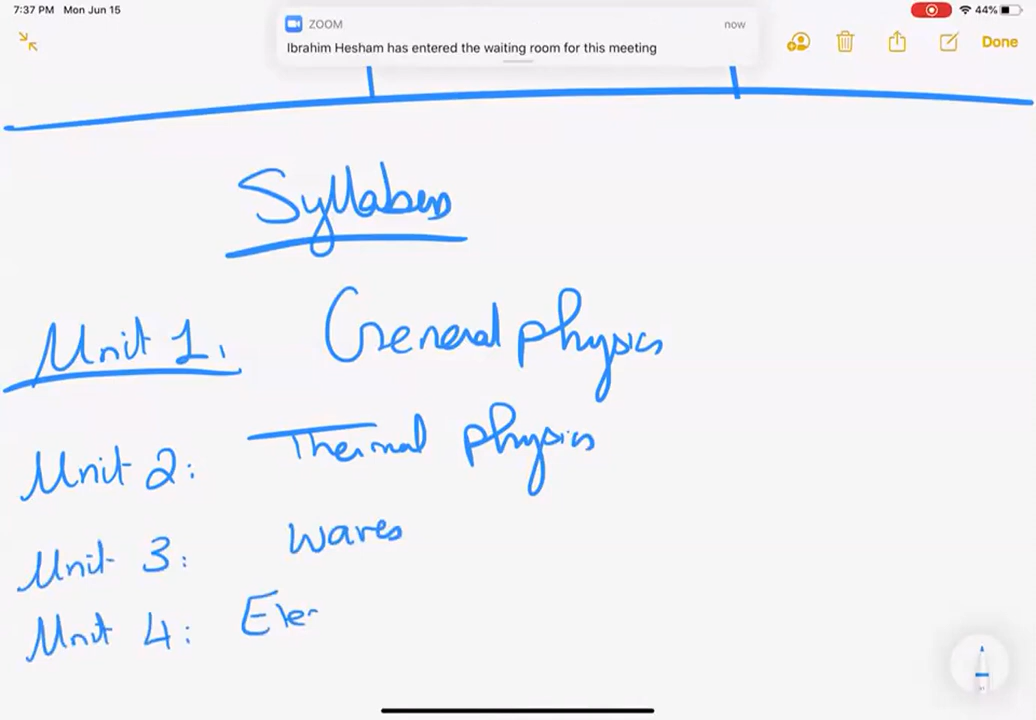 7:37 PM Mon Jun 15
44%
ZOOM now
Ibrahim Hesham has entered the waiting room for this meeting
Done
Syllabus
Unit 1. General physics
Unit 2: Thermal physics
Unit 3: Waves
Unit 4: Ele